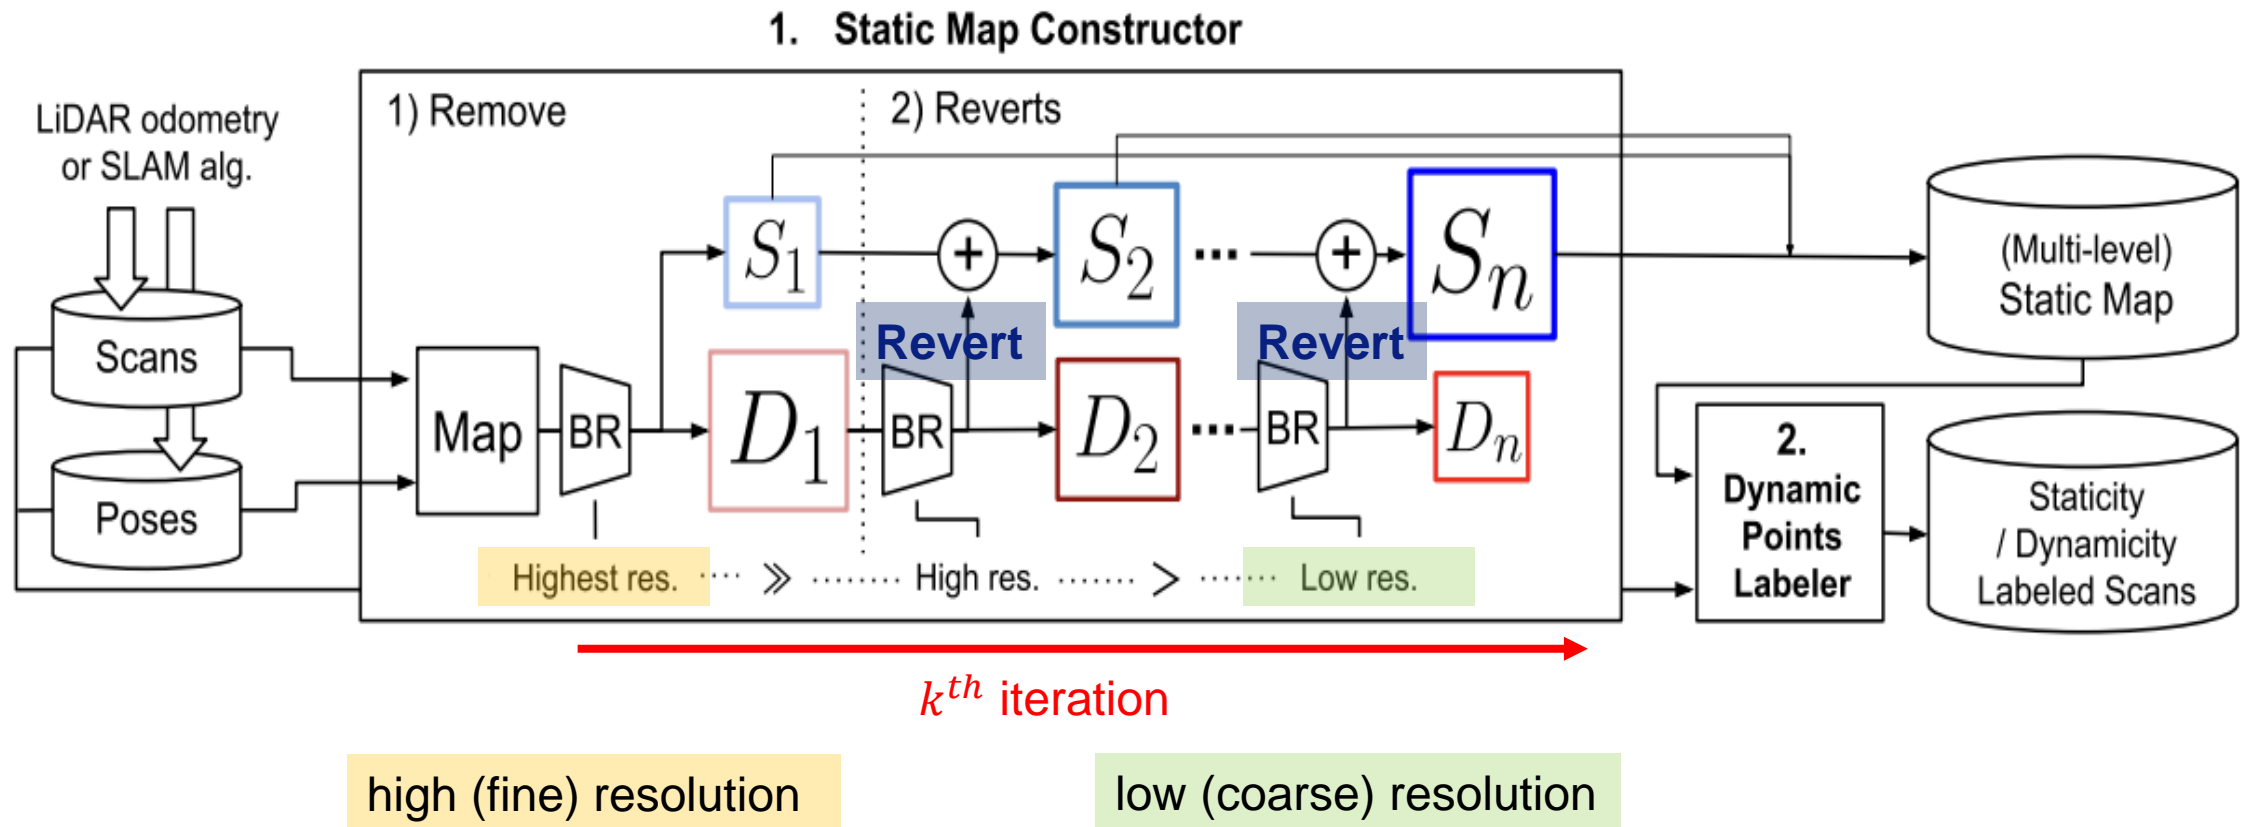 1. Static Map Constructor
LiDAR odometry
or SLAM alg.
Scans
Poses
1) Remove
2) Reverts
Map
BR
S₁
D₁
BR
Revert
+
S₂
D₂
...
...
BR
Revert
+
Sₙ
Dₙ
Highest res. ..... >> ........ High res. ....... > ....... Low res.
(Multi-level)
Static Map
2.
Dynamic
Points
Labeler
Staticity
/ Dynamicity
Labeled Scans
kᵗʰ iteration
high (fine) resolution
low (coarse) resolution